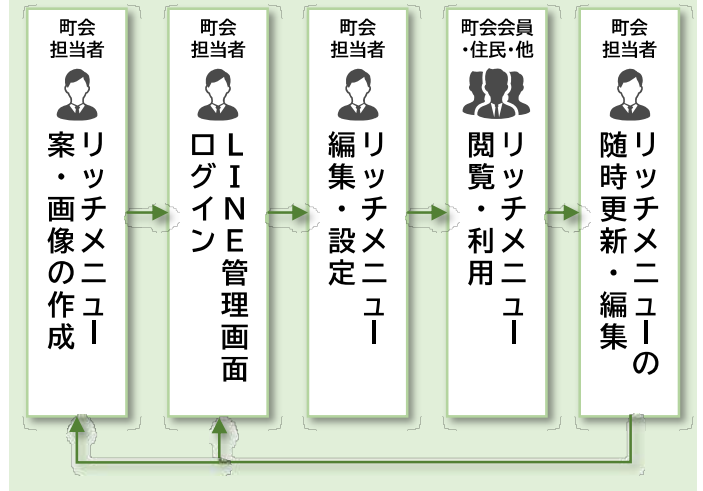 町会
担当者
リッチメニュー
案・画像の作成
町会
担当者
ＬＩＮＥ管理画面
ログイン
町会
担当者
リッチメニュー
編集・設定
町会会員
・住民・他
リッチメニュー
閲覧・利用
町会
担当者
リッチメニューの
随時更新・編集